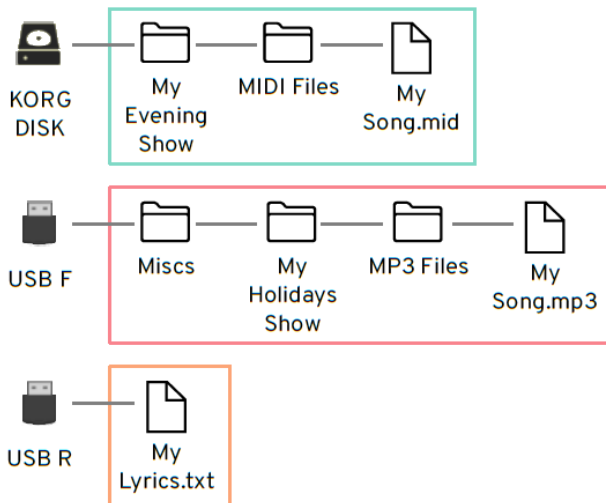 KORG
DISK
My
Evening
Show
MIDI Files
My
Song.mid
USB F
Miscs
My
Holidays
Show
MP3 Files
My
Song.mp3
USB R
My
Lyrics.txt